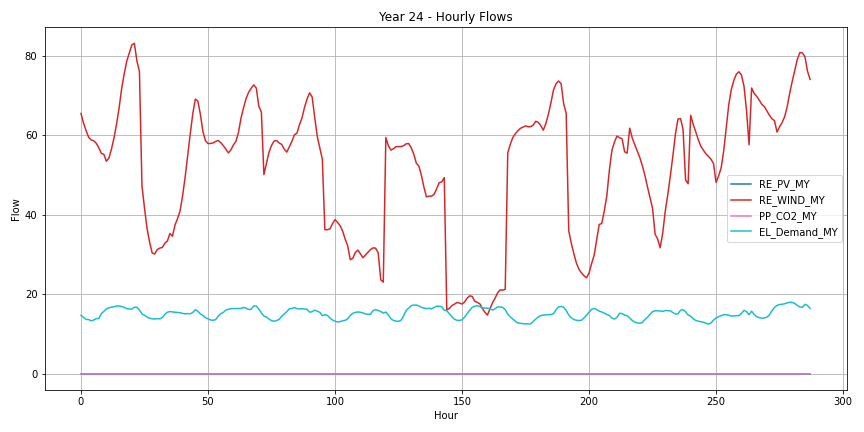 Year 24 - Hourly Flows
Flow
80
60
40
20
0
RE_PV_MY
RE_WIND_MY
PP_CO2_MY
EL_Demand_MY
0
50
100
150
200
250
300
Hour